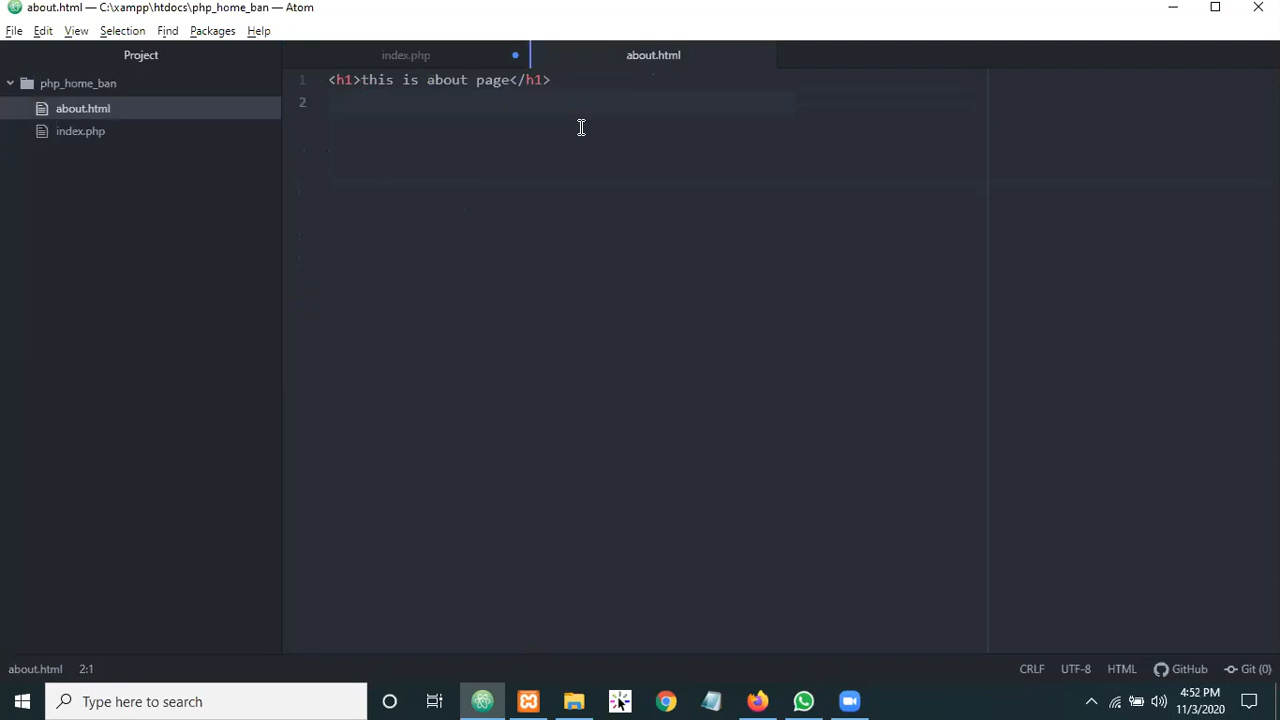 about.html — C:\xampp\htdocs\php_home_ban — Atom
File Edit View Selection Find Packages Help
Project
index.php
about.html
php_home_ban
about.html
index.php
1 <h1>this is about page</h1>
2
about.html 2:1
CRLF UTF-8 HTML GitHub Git (0)
Type here to search
4:52 PM
11/3/2020